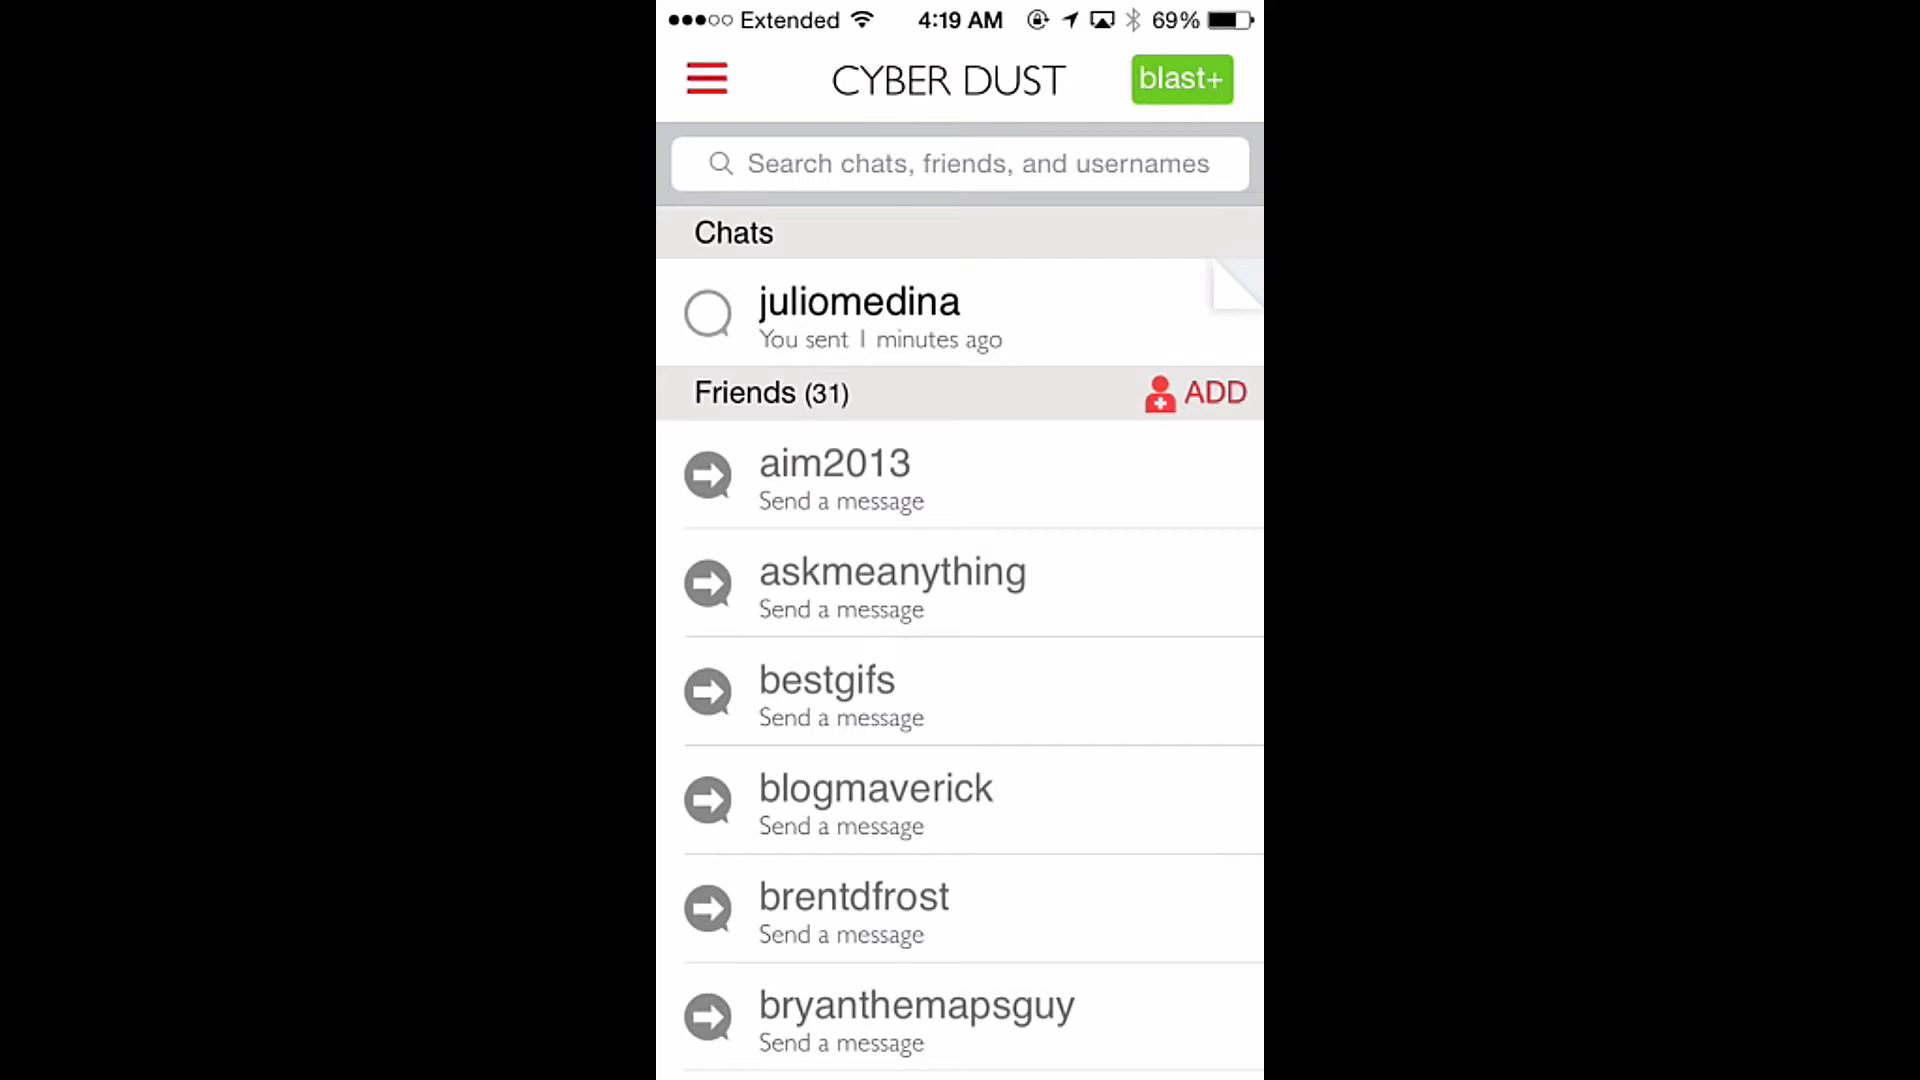 Extended 4:19 AM 69%
CYBER DUST blast+
Search chats, friends, and usernames
Chats
juliomedina
You sent 1 minutes ago
Friends (31) ADD
aim2013
Send a message
askmeanything
Send a message
bestgifs
Send a message
blogmaverick
Send a message
brentdfrost
Send a message
bryanthemapsguy
Send a message